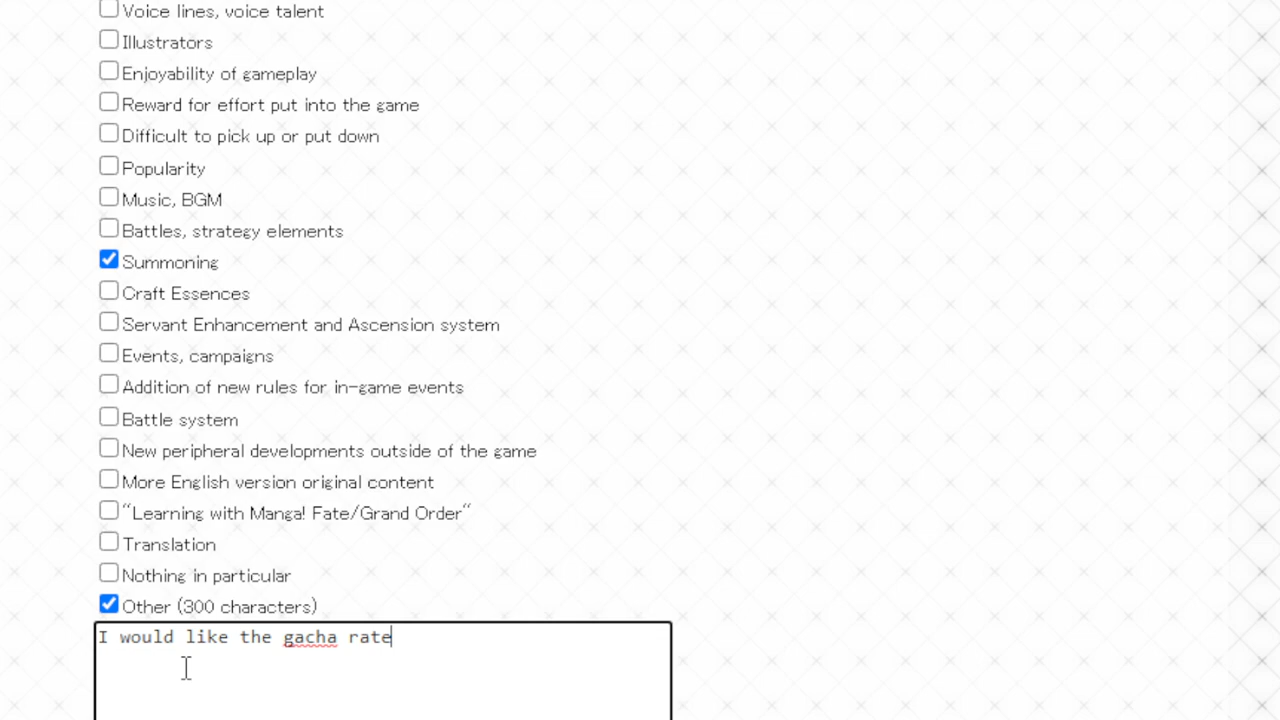 Voice lines, voice talent
Illustrators
Enjoyability of gameplay
Reward for effort put into the game
Difficult to pick up or put down
Popularity
Music, BGM
Battles, strategy elements
Summoning
Craft Essences
Servant Enhancement and Ascension system
Events, campaigns
Addition of new rules for in-game events
Battle system
New peripheral developments outside of the game
More English version original content
“Learning with Manga! Fate/Grand Order“
Translation
Nothing in particular
Other (300 characters)
I would like the gacha rate